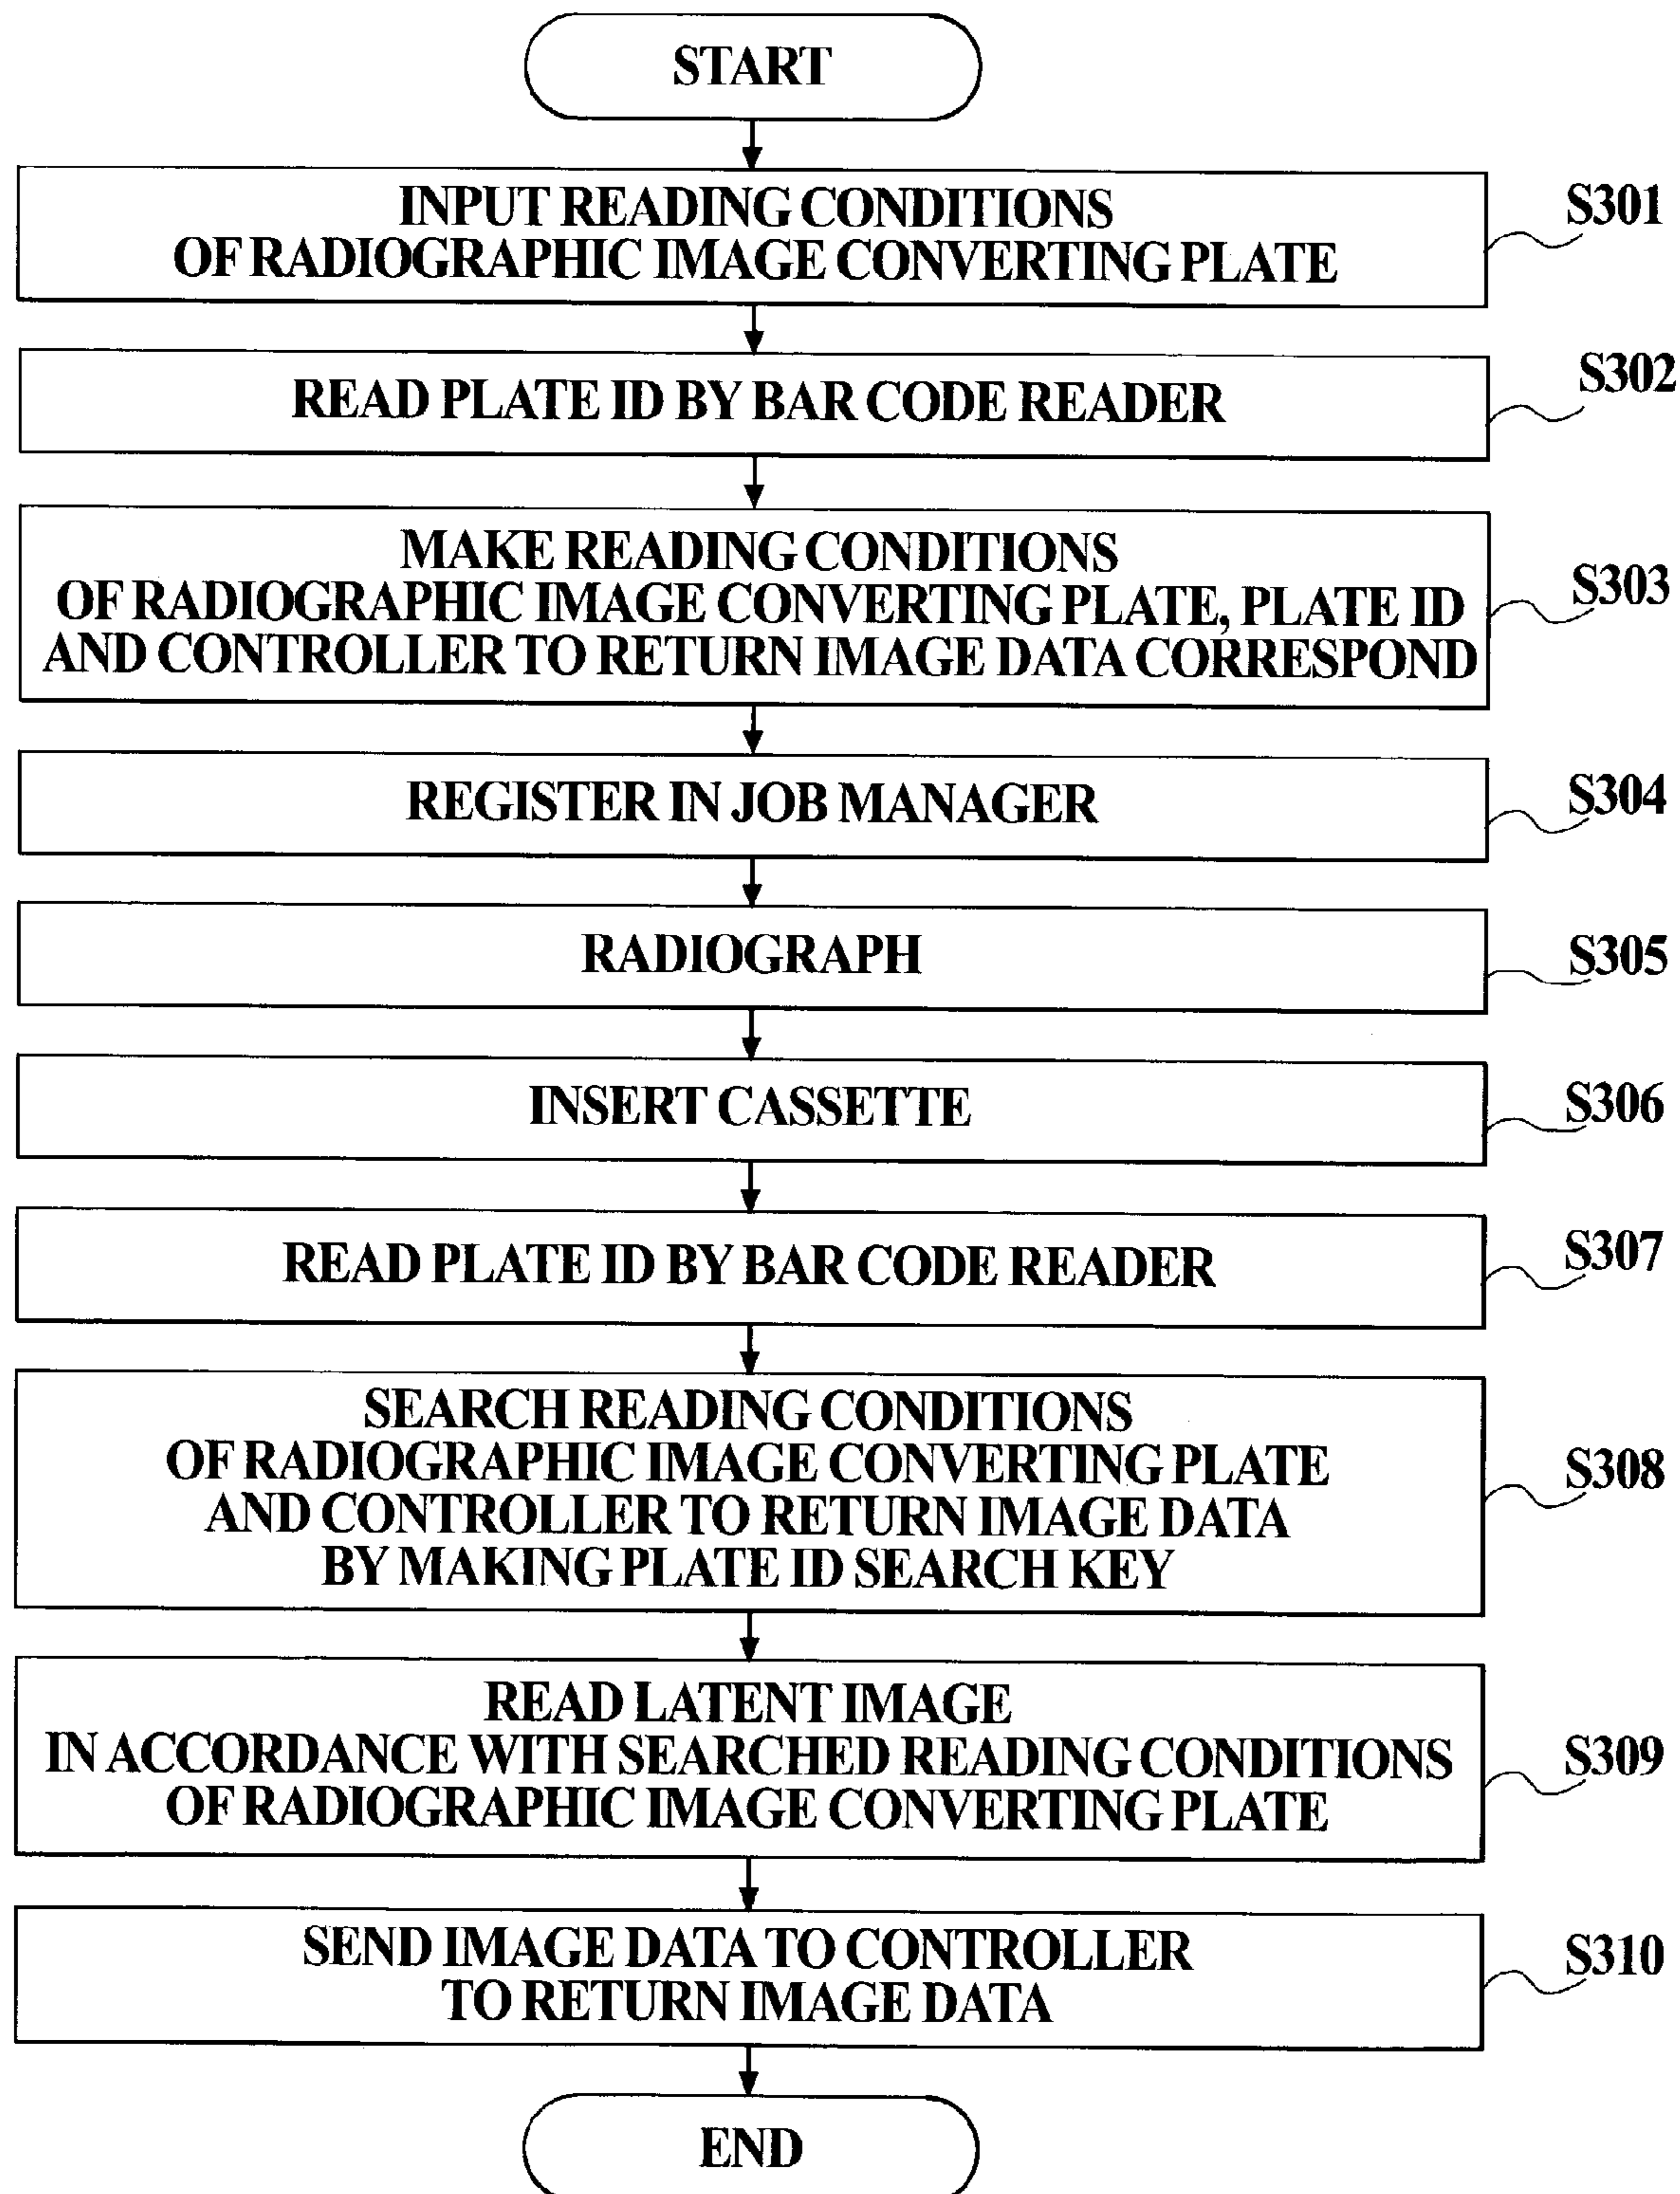 START
INPUT READING CONDITIONS
OF RADIOGRAPHIC IMAGE CONVERTING PLATE
S301
READ PLATE ID BY BAR CODE READER
S302
MAKE READING CONDITIONS
OF RADIOGRAPHIC IMAGE CONVERTING PLATE, PLATE ID
AND CONTROLLER TO RETURN IMAGE DATA CORRESPOND
S303
REGISTER IN JOB MANAGER
S304
RADIOGRAPH
S305
INSERT CASSETTE
S306
READ PLATE ID BY BAR CODE READER
S307
SEARCH READING CONDITIONS
OF RADIOGRAPHIC IMAGE CONVERTING PLATE
AND CONTROLLER TO RETURN IMAGE DATA
BY MAKING PLATE ID SEARCH KEY
S308
READ LATENT IMAGE
IN ACCORDANCE WITH SEARCHED READING CONDITIONS
OF RADIOGRAPHIC IMAGE CONVERTING PLATE
S309
SEND IMAGE DATA TO CONTROLLER
TO RETURN IMAGE DATA
S310
END